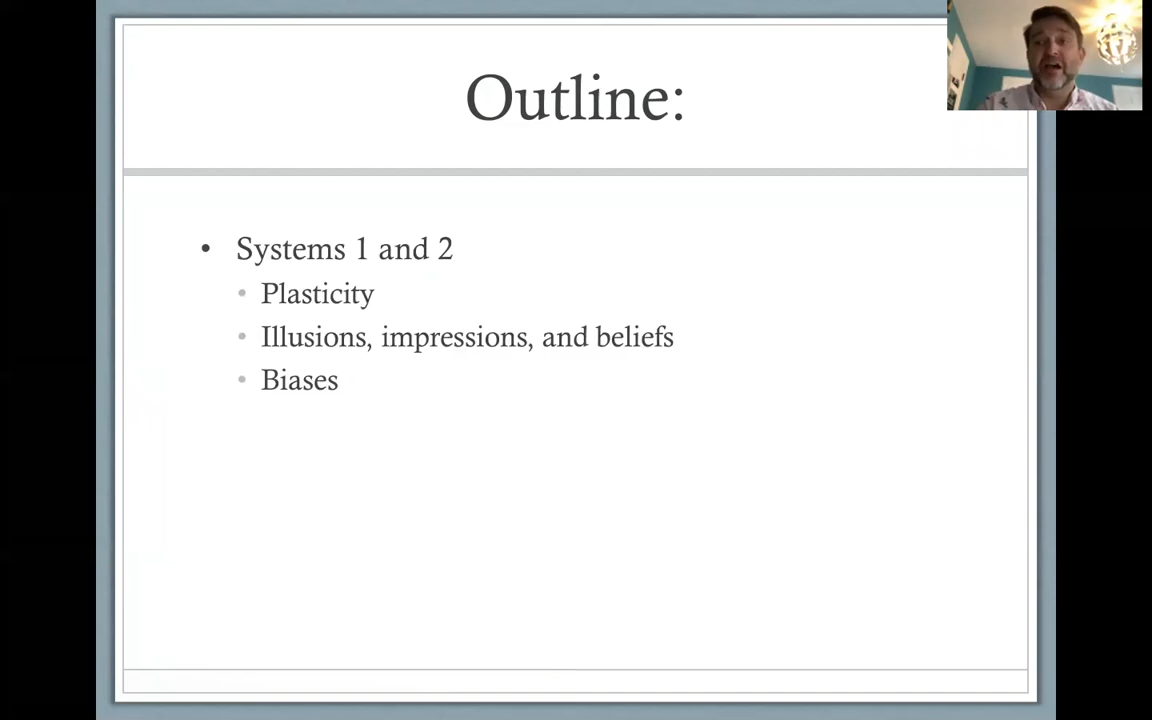 Outline:
• Systems 1 and 2
• Plasticity
• Illusions, impressions, and beliefs
• Biases